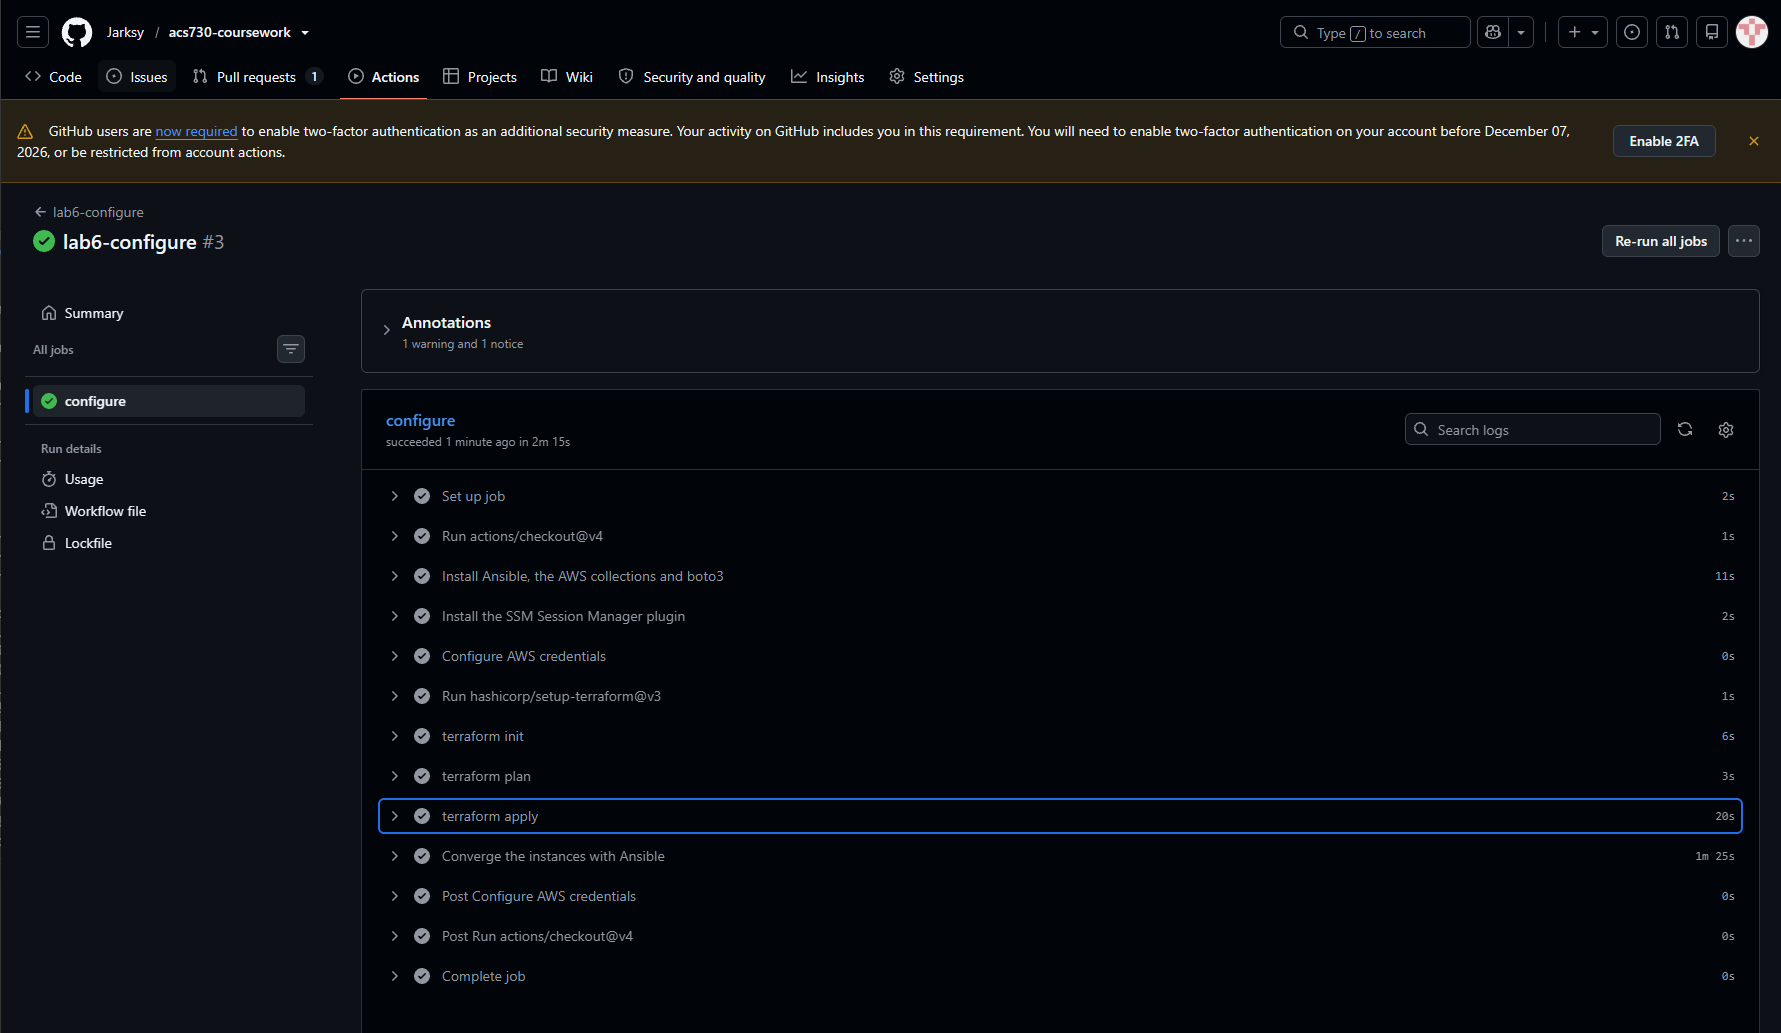 Jarksy / acs730-coursework
Type / to search
Code
Issues
Pull requests 1
Actions
Projects
Wiki
Security and quality
Insights
Settings
GitHub users are now required to enable two-factor authentication as an additional security measure. Your activity on GitHub includes you in this requirement. You will need to enable two-factor authentication on your account before December 07,
2026, or be restricted from account actions.
Enable 2FA
lab6-configure
lab6-configure #3
Re-run all jobs
Summary
All jobs
configure
Run details
Usage
Workflow file
Lockfile
Annotations
1 warning and 1 notice
configure
succeeded 1 minute ago in 2m 15s
Search logs
Set up job 2s
Run actions/checkout@v4 1s
Install Ansible, the AWS collections and boto3 11s
Install the SSM Session Manager plugin 2s
Configure AWS credentials 0s
Run hashicorp/setup-terraform@v3 1s
terraform init 6s
terraform plan 3s
terraform apply 20s
Converge the instances with Ansible 1m 25s
Post Configure AWS credentials 0s
Post Run actions/checkout@v4 0s
Complete job 0s